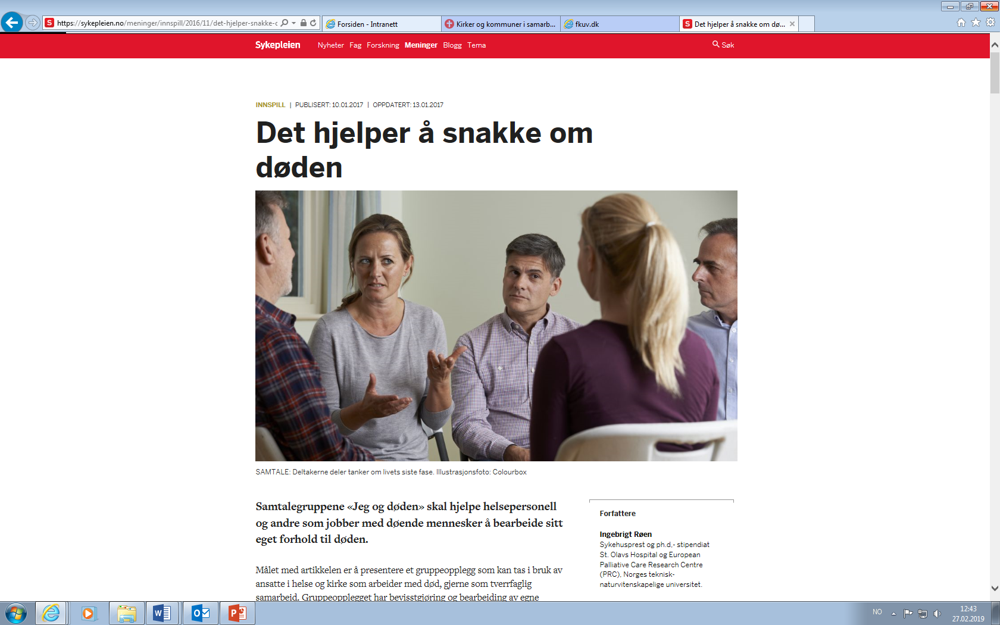 https://sykepleien.no/meninger/innspill/2016/11/det-hjelper-snakke-c
Forsiden - Intranett
Kirker og kommuner i samarb...
fkuv.dk
Det hjelper å snakke om dø...
Sykepleien Nyheter Fag Forskning Meninger Blogg Tema Søk
INNSPILL | PUBLISERT: 10.01.2017 | OPPDATERT: 13.01.2017
Det hjelper å snakke om
døden
SAMTALE: Deltakerne deler tanker om livets siste fase. Illustrasjonsfoto: Colourbox
Samtalegruppene «Jeg og døden» skal hjelpe helsepersonell
og andre som jobber med døende mennesker å bearbeide sitt
eget forhold til døden.
Målet med artikkelen er å presentere et gruppeopplegg som kan tas i bruk av
ansatte i helse og kirke som arbeider med død, gjerne som tverrfaglig
samarbeid. Gruppeopplegget har bevisstgjøring og bearbeiding av egne
Forfattere
Ingebrigt Røen
Sykehusprest og ph.d.- stipendiat
St. Olavs Hospital og European
Palliative Care Research Centre
(PRC), Norges teknisk-
naturvitenskapelige universitet.
NO
12:43
27.02.2019